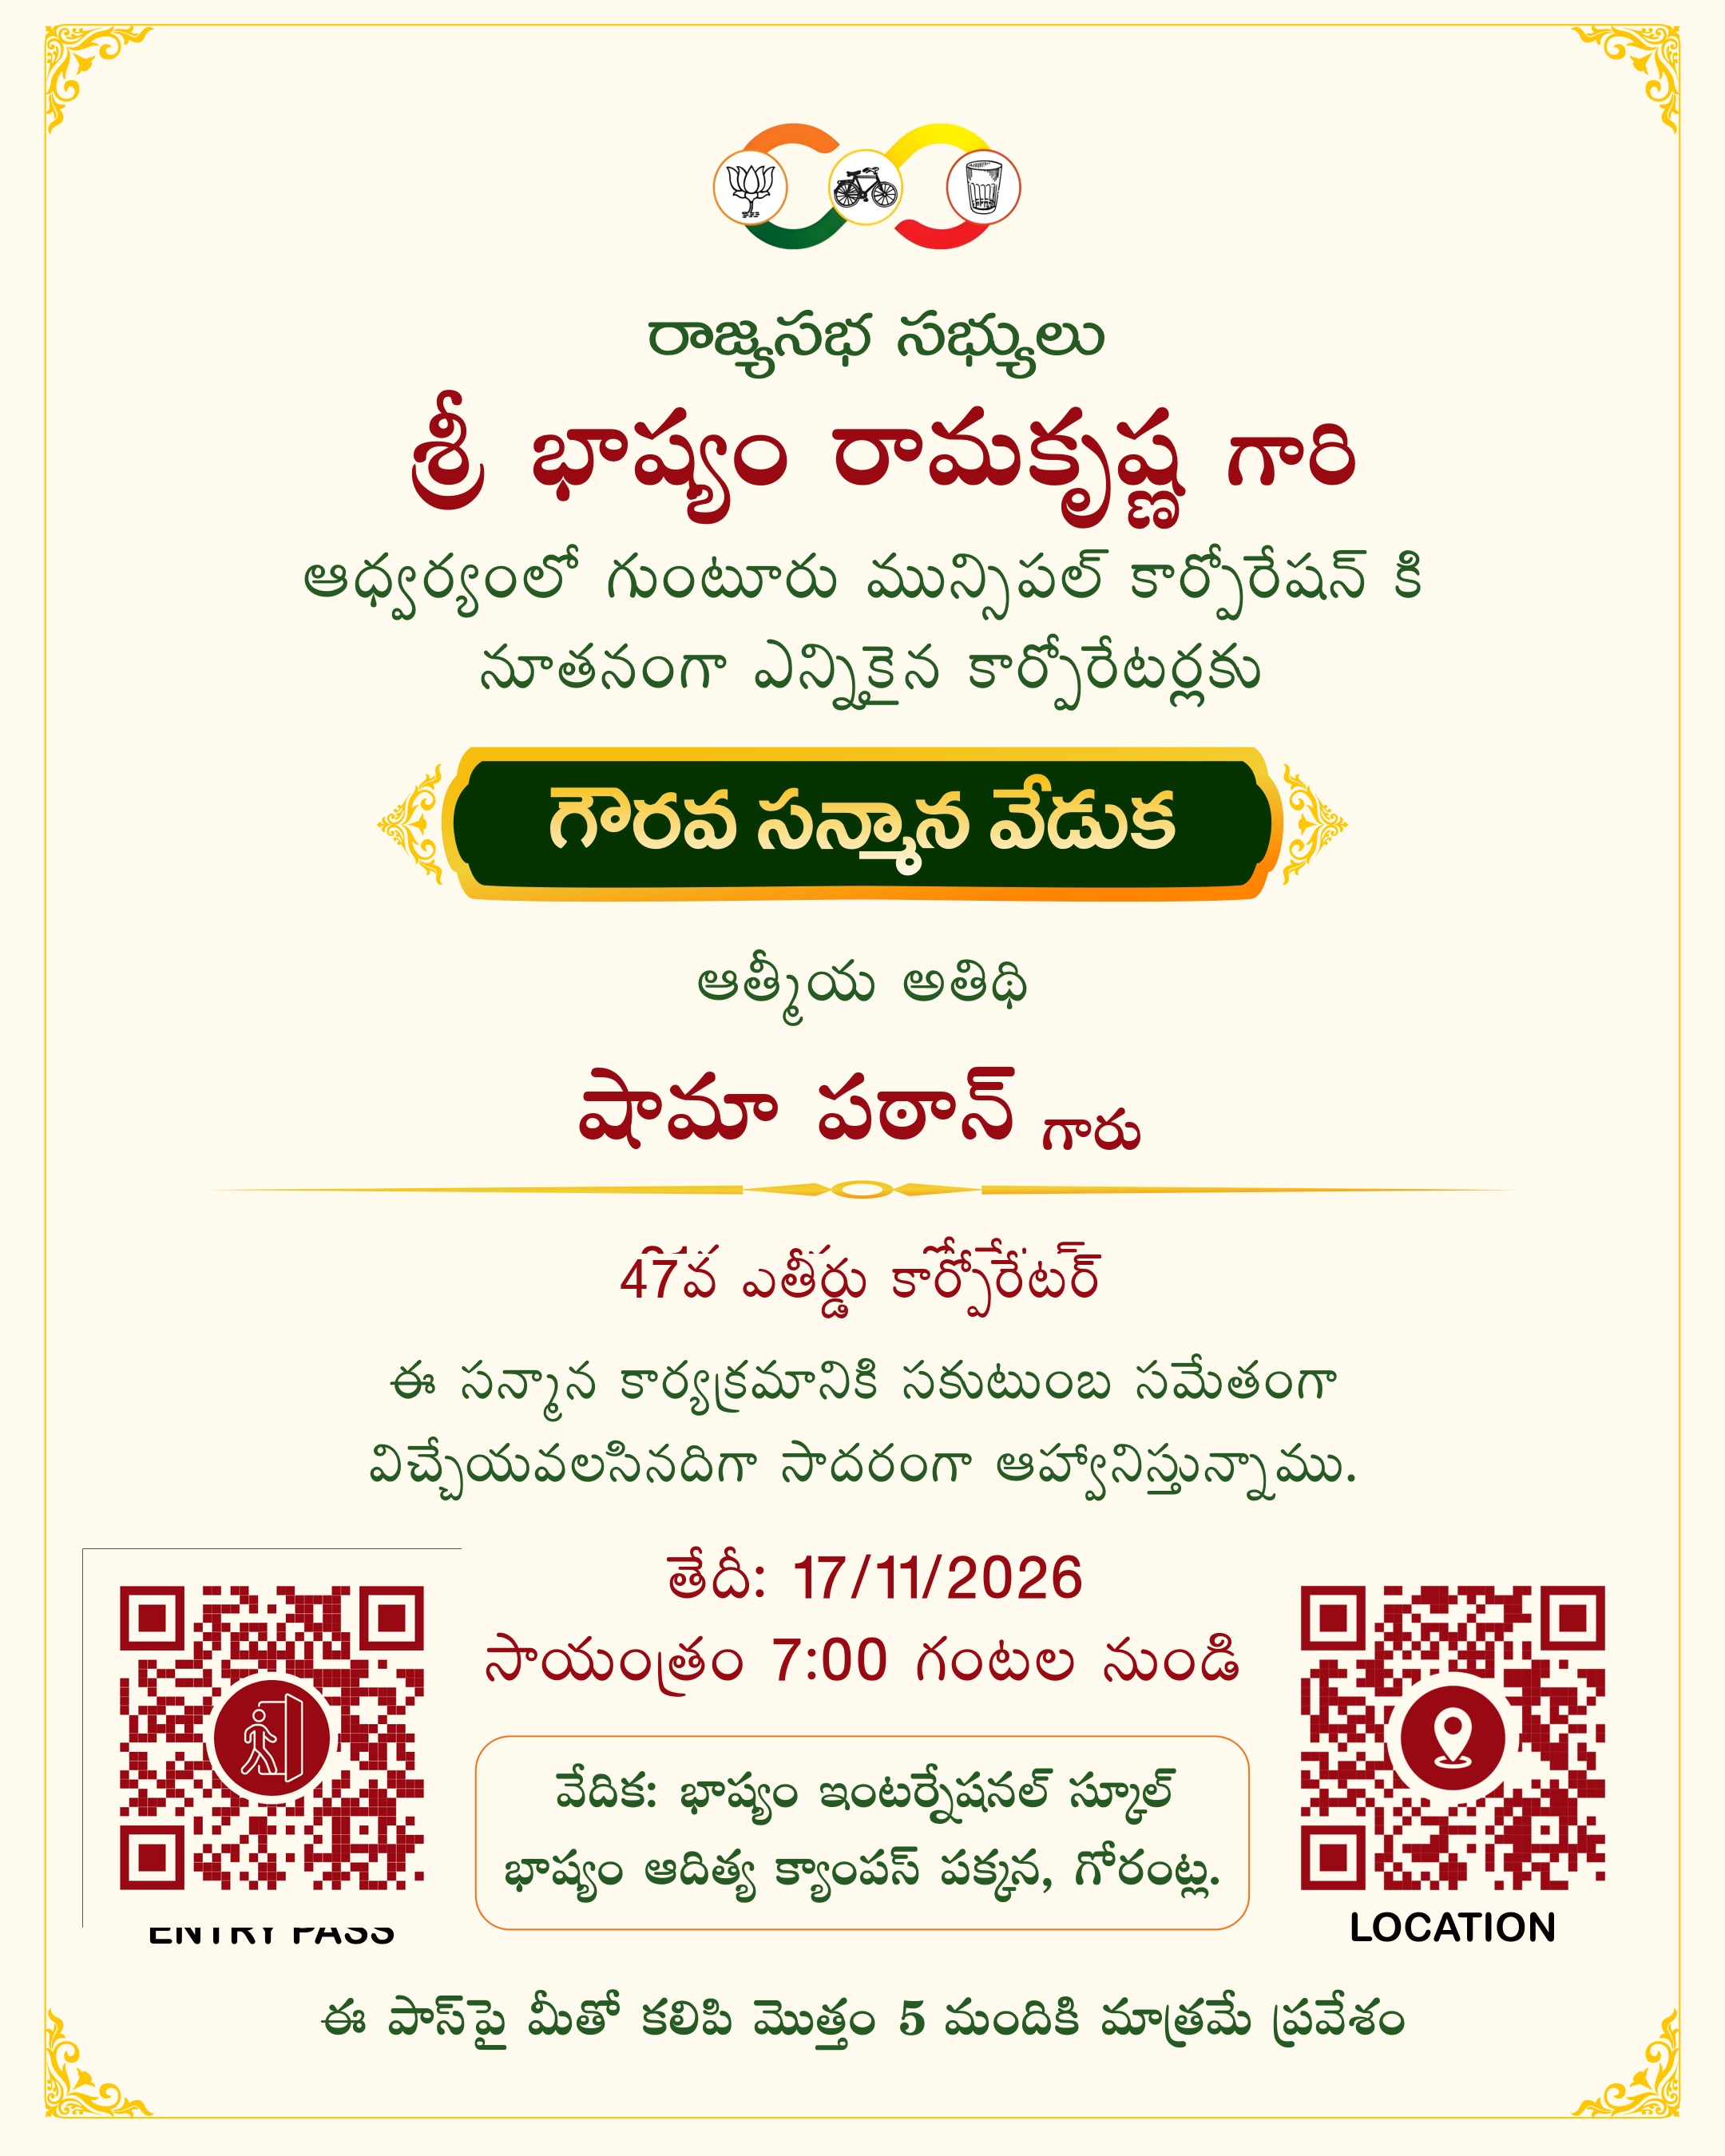 రాజ్యసభ సభ్యులు
శ్రీ భాష్యం రామకృష్ణ గారి
ఆధ్వర్యంలో గుంటూరు మున్సిపల్ కార్పోరేషన్ కి
నూతనంగా ఎన్నికైన కార్పోరేటర్లకు
గౌరవ సన్మాన వేడుక
ఆత్మీయ అతిథి
షామా పఠాన్ గారు
47వ కార్పోరేటర్
ఈ సన్మాన కార్యక్రమానికి సకుటుంబ సమేతంగా
విచ్చేయవలసినదిగా సాదరంగా ఆహ్వానిస్తున్నాము.
తేదీ: 17/11/2026
సాయంత్రం 7:00 గంటల నుండి
వేదిక: భాష్యం ఇంటర్నేషనల్ స్కూల్
భాష్యం ఆదిత్య క్యాంపస్ పక్కన, గోరంట్ల.
ENTRY PASS
LOCATION
ఈ పాస్‌పై మీతో కలిపి మొత్తం 5 మందికి మాత్రమే ప్రవేశం